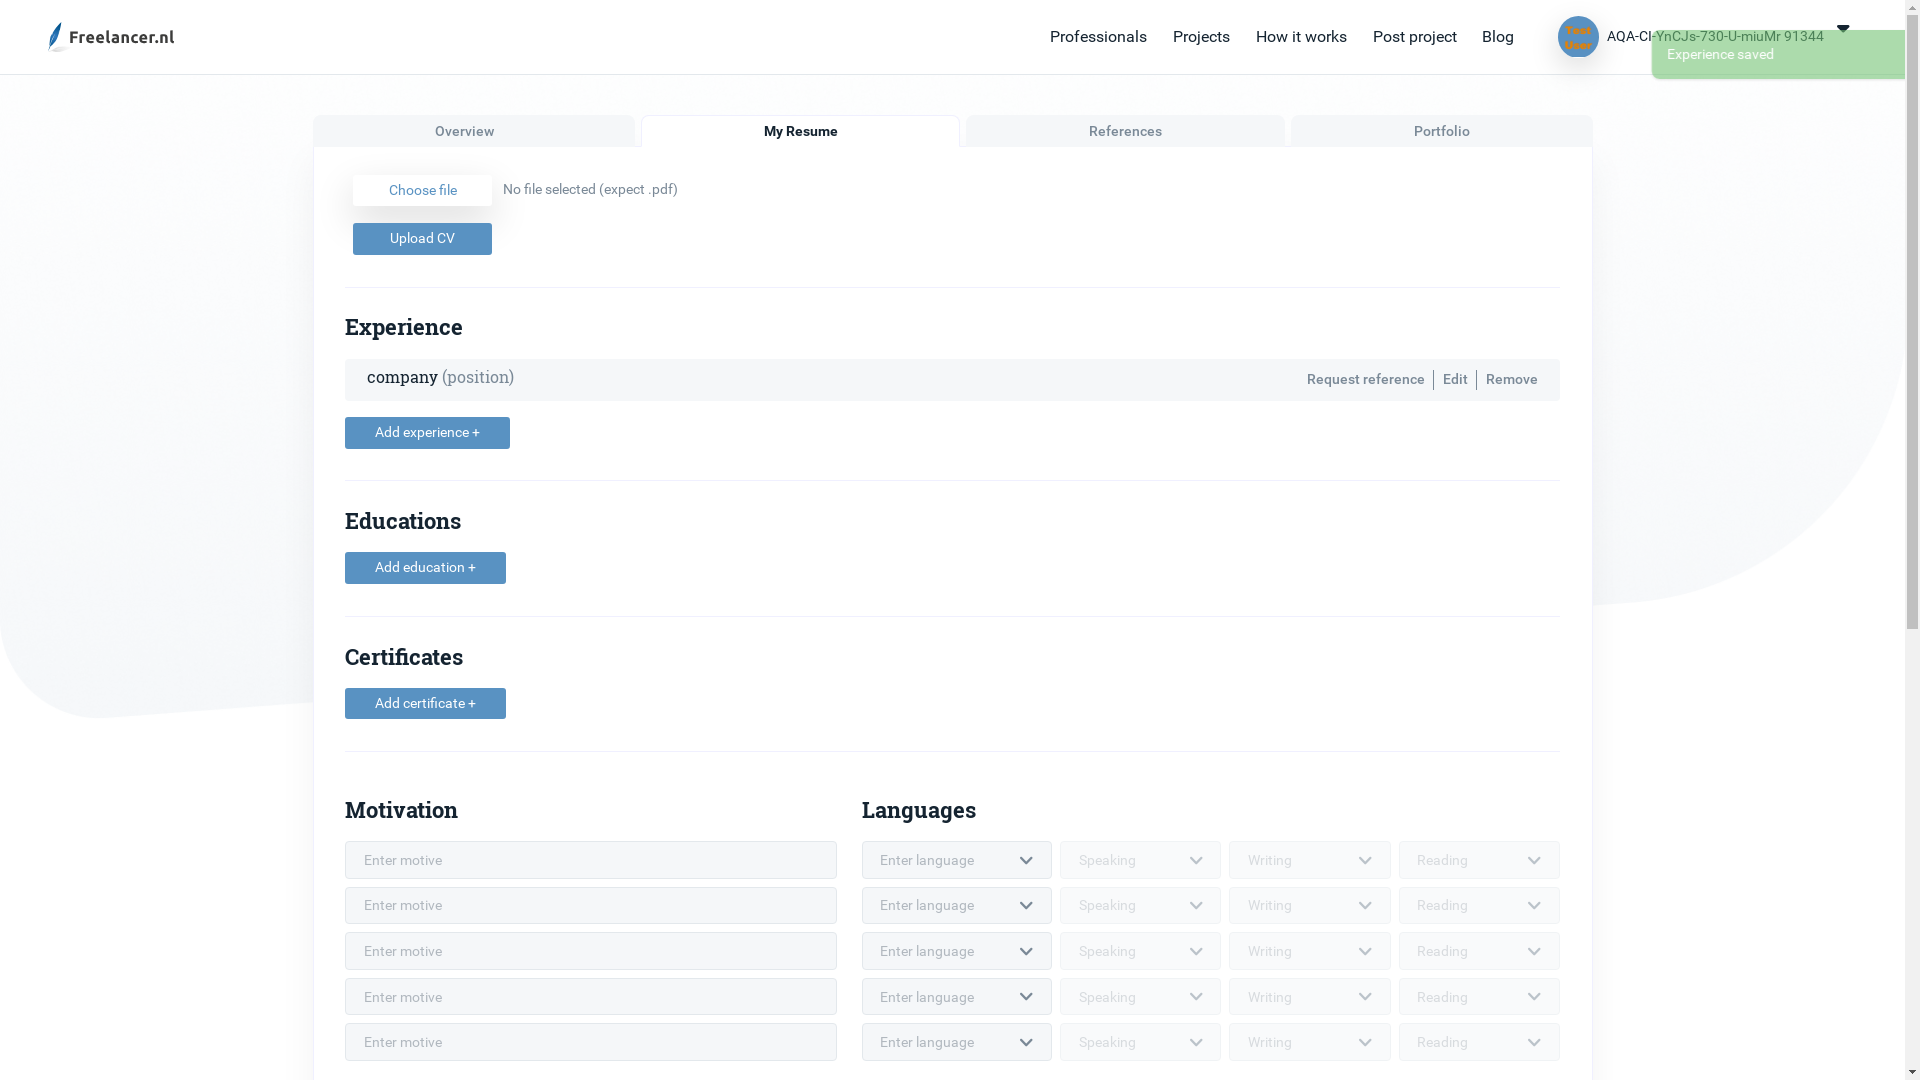 Freelancer.nl
Professionals
Projects
How it works
Post project
Blog
Test
User
AQA-CI-YnCJs-730-U-miuMr 91344
Experience saved
Overview
My Resume
References
Portfolio
Choose file
No file selected (expect .pdf)
Upload CV
Experience
company (position)
Request reference
Edit
Remove
Add experience +
Educations
Add education +
Certificates
Add certificate +
Motivation
Languages
Enter motive
Enter language
Speaking
Writing
Reading
Enter motive
Enter language
Speaking
Writing
Reading
Enter motive
Enter language
Speaking
Writing
Reading
Enter motive
Enter language
Speaking
Writing
Reading
Enter motive
Enter language
Speaking
Writing
Reading